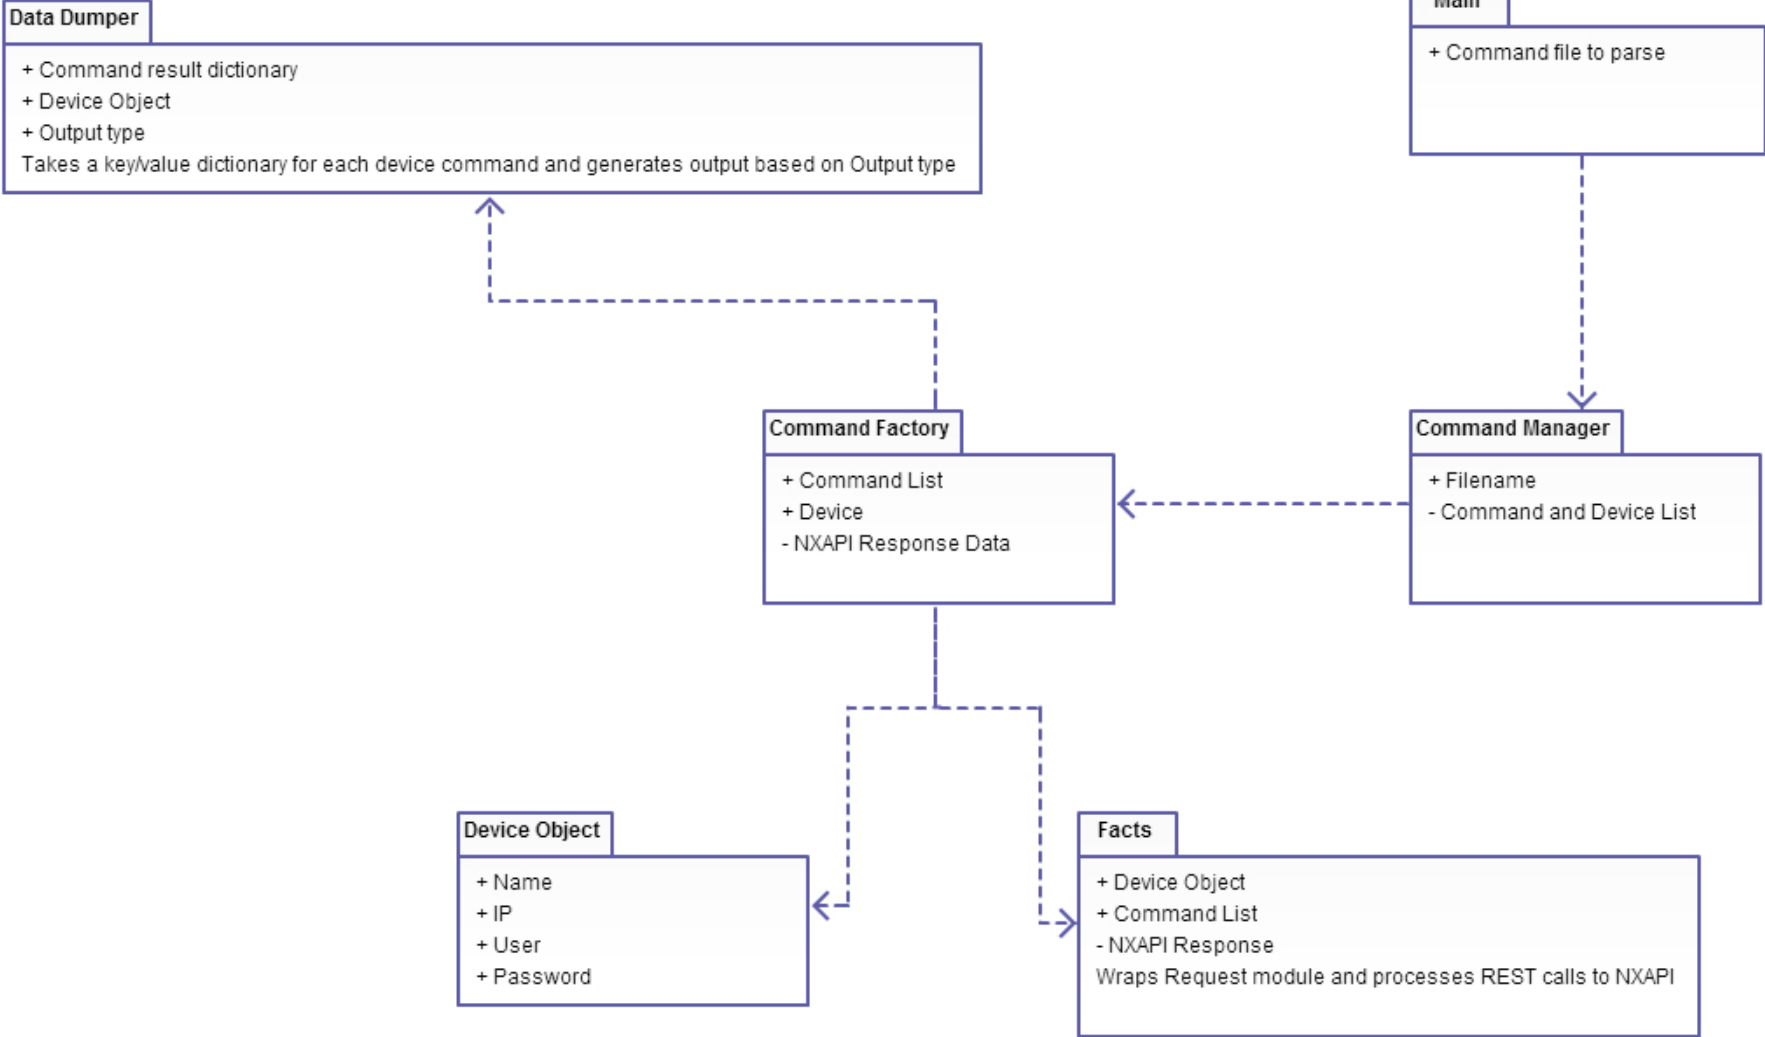 Data Dumper
+ Command result dictionary
+ Device Object
+ Output type
Takes a key/value dictionary for each device command and generates output based on Output type
Main
+ Command file to parse
Command Factory
+ Command List
+ Device
- NXAPI Response Data
Command Manager
+ Filename
- Command and Device List
Device Object
+ Name
+ IP
+ User
+ Password
Facts
+ Device Object
+ Command List
- NXAPI Response
Wraps Request module and processes REST calls to NXAPI